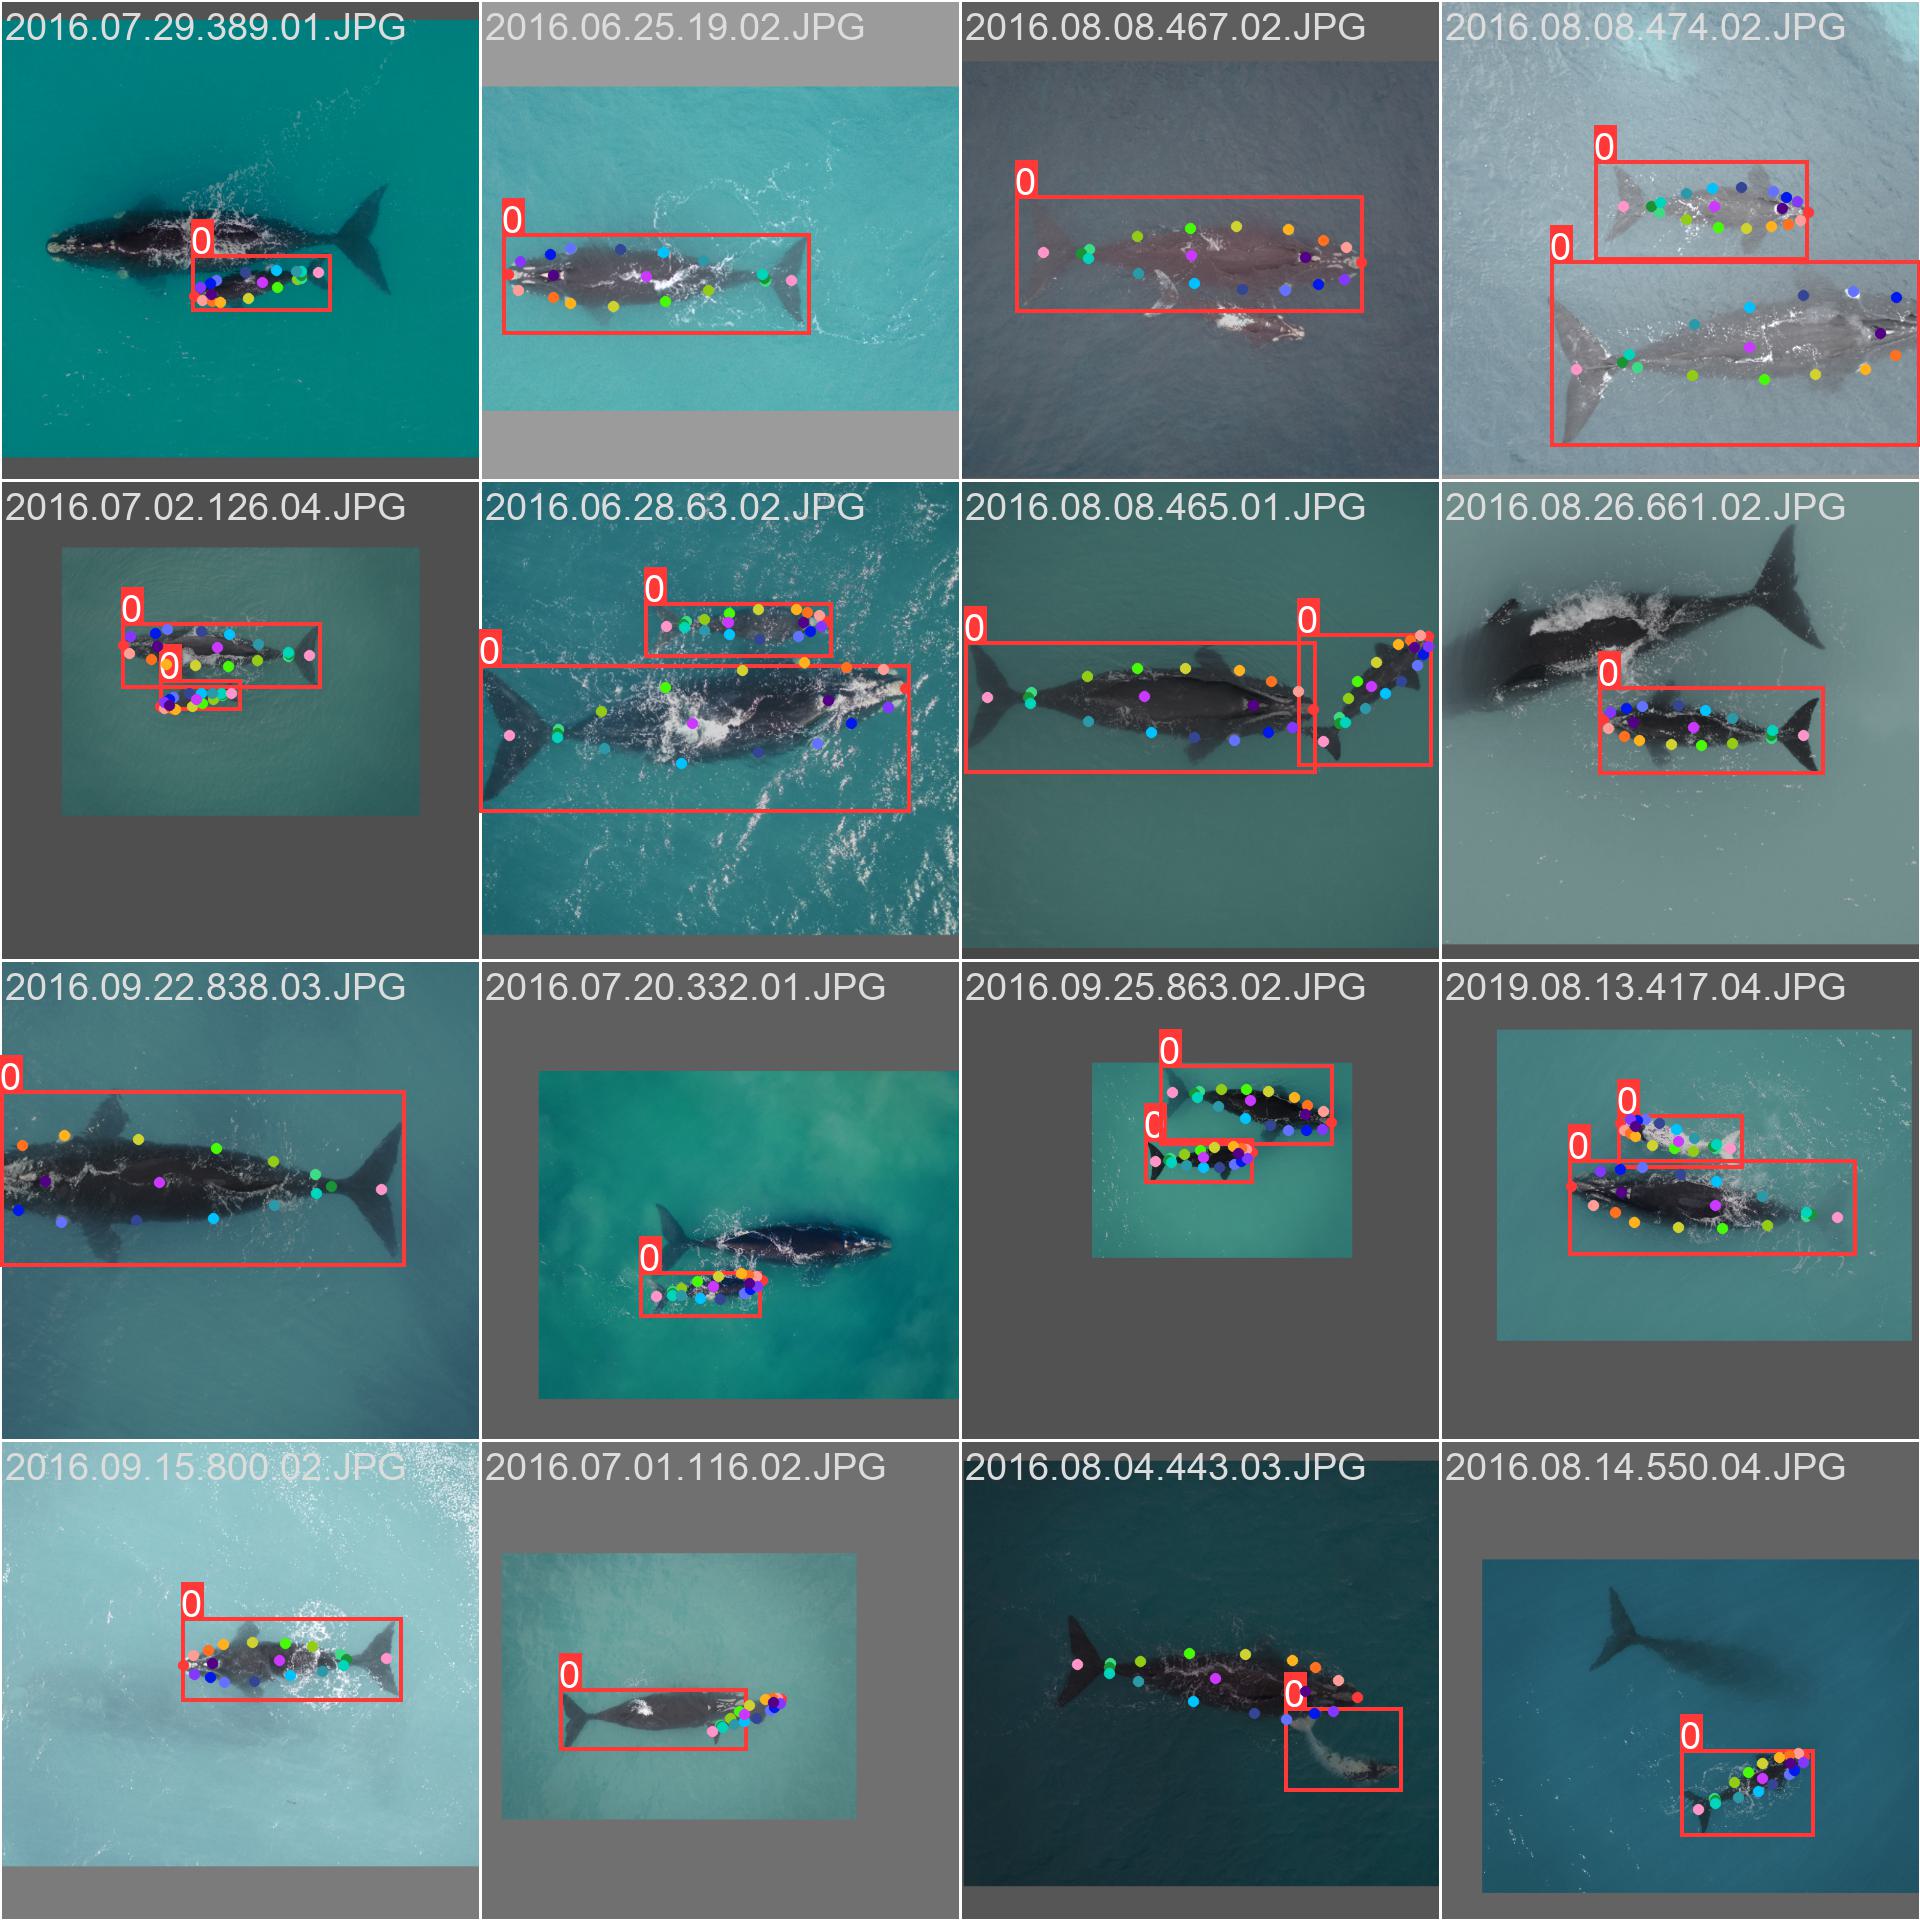 2016.07.29.389.01.JPG
0
2016.06.25.19.02.JPG
0
2016.08.08.467.02.JPG
0
2016.08.08.474.02.JPG
0
0
2016.07.02.126.04.JPG
0
0
2016.06.28.63.02.JPG
0
0
2016.08.08.465.01.JPG
0
0
2016.08.26.661.02.JPG
0
2016.09.22.838.03.JPG
0
2016.07.20.332.01.JPG
0
2016.09.25.863.02.JPG
0
0
2019.08.13.417.04.JPG
0
0
2016.09.15.800.02.JPG
0
2016.07.01.116.02.JPG
0
2016.08.04.443.03.JPG
0
2016.08.14.550.04.JPG
0